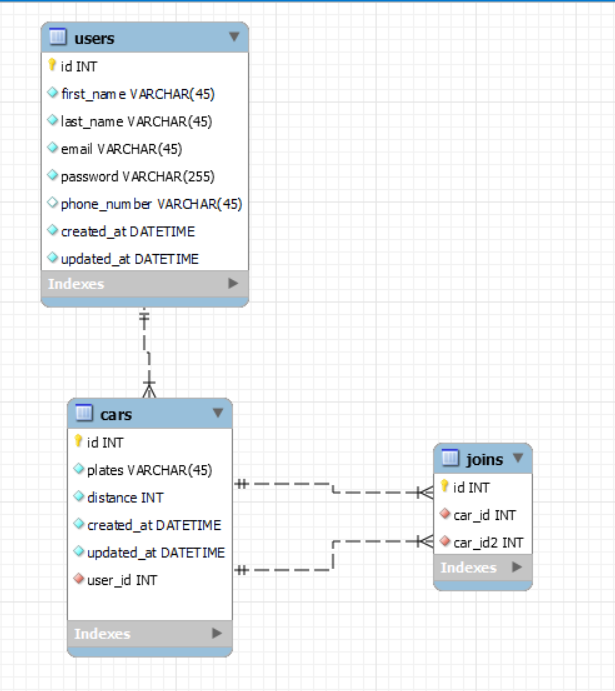 users
id INT
first_name VARCHAR(45)
last_name VARCHAR(45)
email VARCHAR(45)
password VARCHAR(255)
phone_number VARCHAR(45)
created_at DATETIME
updated_at DATETIME
Indexes
cars
id INT
plates VARCHAR(45)
distance INT
created_at DATETIME
updated_at DATETIME
user_id INT
Indexes
joins
id INT
car_id INT
car_id2 INT
Indexes